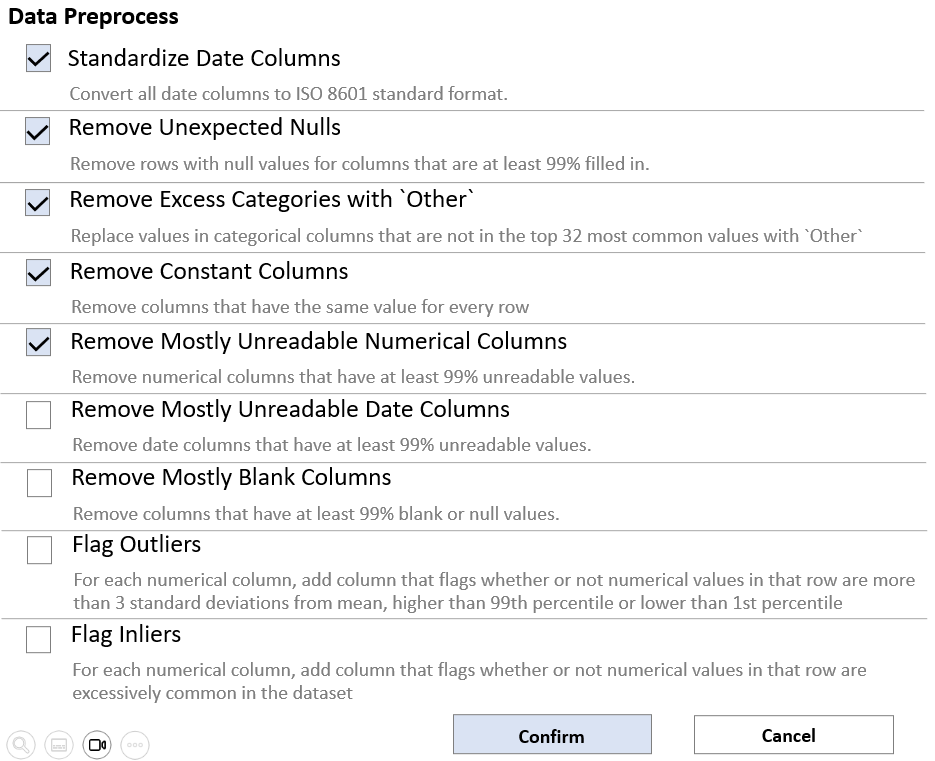 Data Preprocess
Standardize Date Columns
Convert all date columns to ISO 8601 standard format.
Remove Unexpected Nulls
Remove rows with null values for columns that are at least 99% filled in.
Remove Excess Categories with `Other`
Replace values in categorical columns that are not in the top 32 most common values with `Other`
Remove Constant Columns
Remove columns that have the same value for every row
Remove Mostly Unreadable Numerical Columns
Remove numerical columns that have at least 99% unreadable values.
Remove Mostly Unreadable Date Columns
Remove date columns that have at least 99% unreadable values.
Remove Mostly Blank Columns
Remove columns that have at least 99% blank or null values.
Flag Outliers
For each numerical column, add column that flags whether or not numerical values in that row are more
than 3 standard deviations from mean, higher than 99th percentile or lower than 1st percentile
Flag Inliers
For each numerical column, add column that flags whether or not numerical values in that row are
excessively common in the dataset
Confirm
Cancel